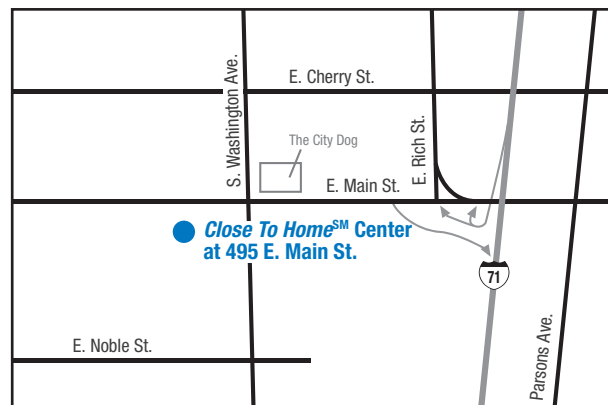 E. Cherry St.
S. Washington Ave.
The City Dog
E. Rich St.
E. Main St.
Close To Home℠ Center
at 495 E. Main St.
71
E. Noble St.
Parsons Ave.